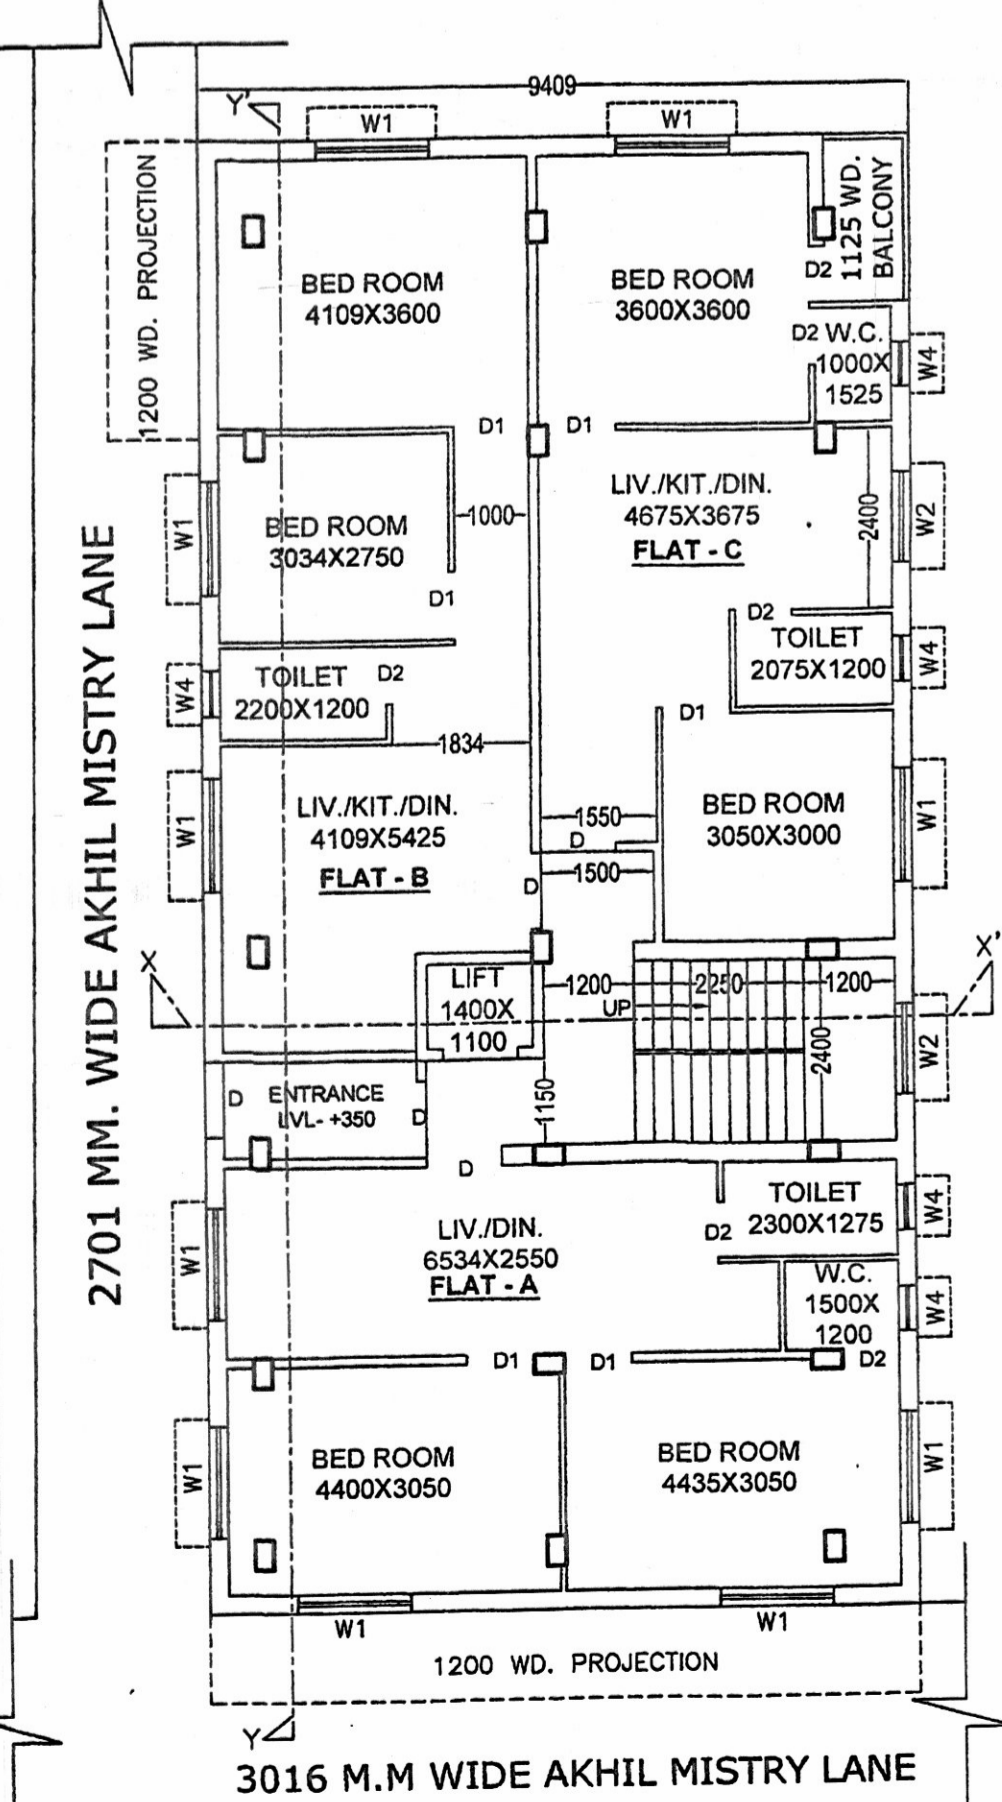 9409
Y'
W1
W1
1200 WD. PROJECTION
1125 WD.
BALCONY
BED ROOM
4109X3600
BED ROOM
3600X3600
D2
D2
W.C.
1000X
1525
W4
D1
D1
BED ROOM
3034X2750
1000
LIV./KIT./DIN.
4675X3675
FLAT - C
2400
W2
W1
D1
D2
TOILET
2075X1200
W4
TOILET
2200X1200
D2
W4
D1
1834
LIV./KIT./DIN.
4109X5425
FLAT - B
W1
1550
D
1500
D
BED ROOM
3050X3000
W1
2701 MM. WIDE AKHIL MISTRY LANE
X
X'
LIFT
1400X
1100
1200
2250
1200
UP
2400
W2
1150
D
ENTRANCE
LVL- +350
D
D
TOILET
2300X1275
W4
D2
LIV./DIN.
6534X2550
FLAT - A
W1
W.C.
1500X
1200
W4
D1
D1
D2
BED ROOM
4400X3050
BED ROOM
4435X3050
W1
W1
W1
W1
1200 WD. PROJECTION
Y
3016 M.M WIDE AKHIL MISTRY LANE